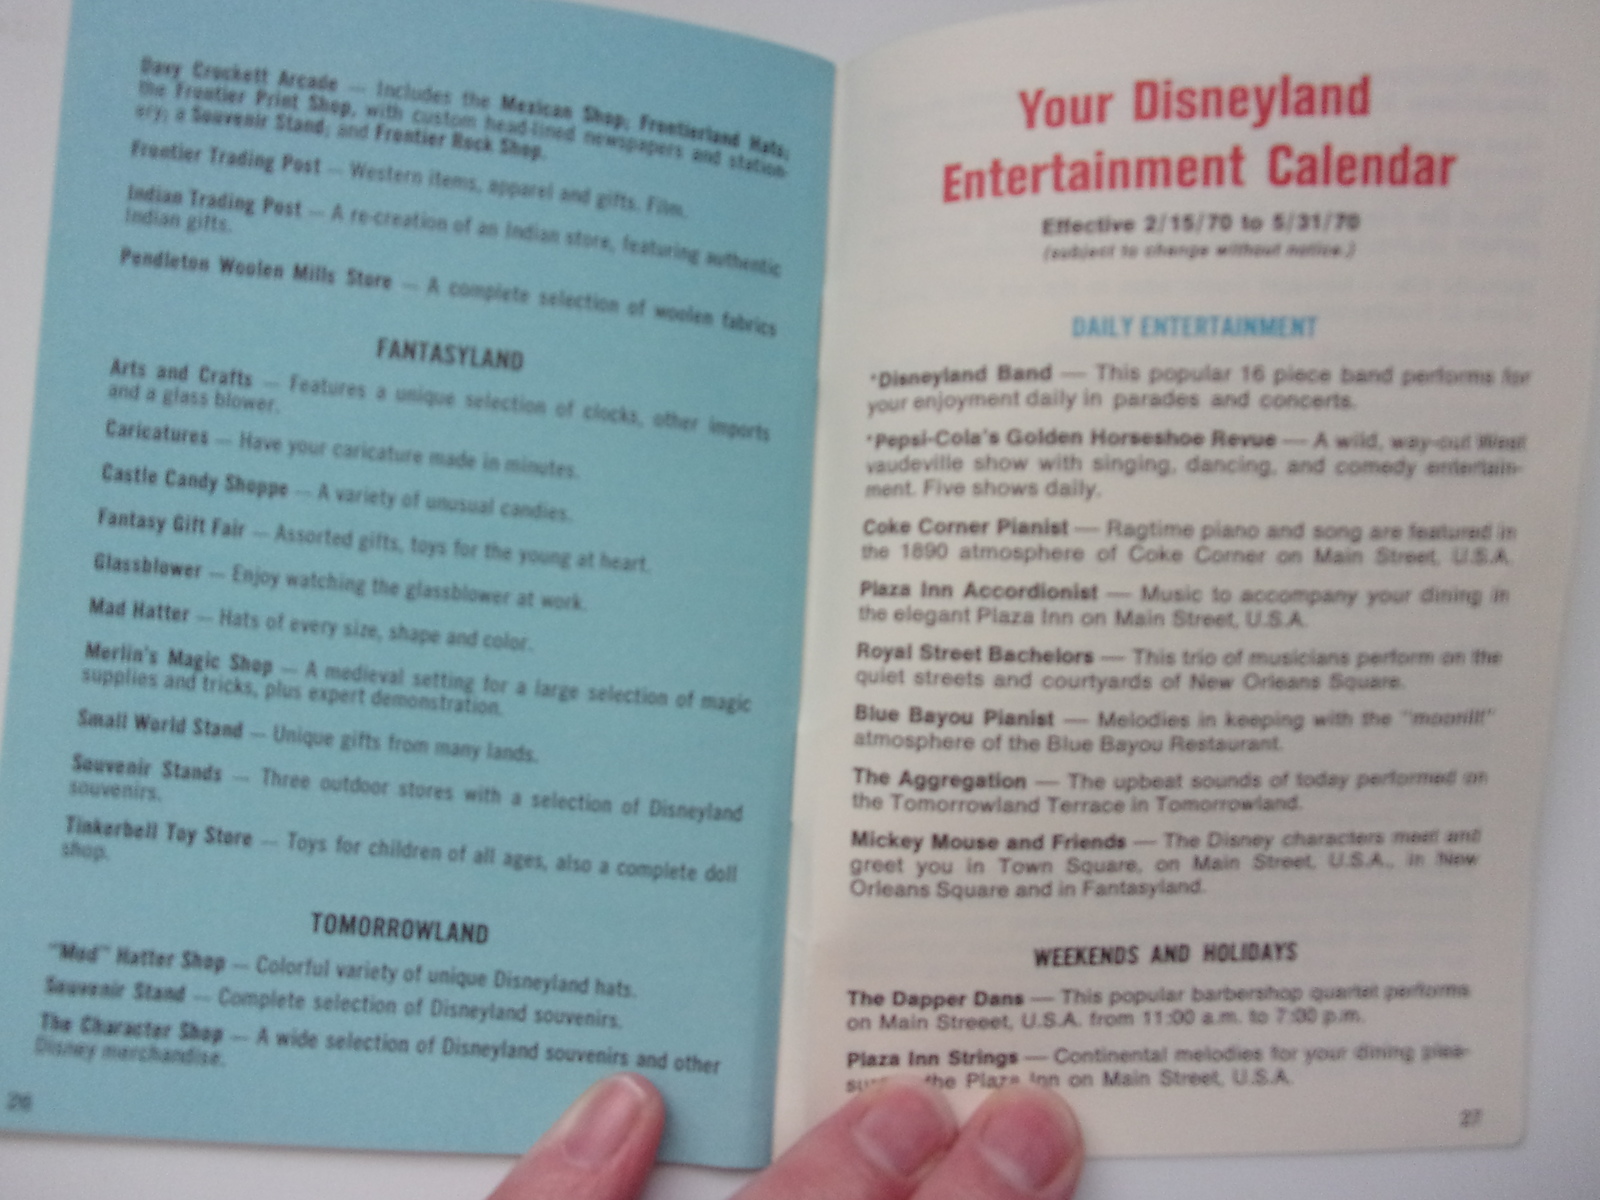 Davy Crockett Arcade — Includes the Mexican Shop; Frontierland Hats;
the Frontier Print Shop, with custom head-lined newspapers and station-
ery; a Souvenir Stand; and Frontier Rock Shop.
Frontier Trading Post — Western items, apparel and gifts. Film.
Indian Trading Post — A re-creation of an Indian store, featuring authentic
Indian gifts.
Pendleton Woolen Mills Store — A complete selection of woolen fabrics
FANTASYLAND
Arts and Crafts — Features a unique selection of clocks, other imports
and a glass blower.
Caricatures — Have your caricature made in minutes.
Castle Candy Shoppe — A variety of unusual candies.
Fantasy Gift Fair — Assorted gifts, toys for the young at heart.
Glassblower — Enjoy watching the glassblower at work.
Mad Hatter — Hats of every size, shape and color.
Merlin's Magic Shop — A medieval setting for a large selection of magic
supplies and tricks, plus expert demonstration.
Small World Stand — Unique gifts from many lands.
Souvenir Stands — Three outdoor stores with a selection of Disneyland
souvenirs.
Tinkerbell Toy Store — Toys for children of all ages, also a complete doll
shop.
TOMORROWLAND
"Mod" Hatter Shop — Colorful variety of unique Disneyland hats.
Souvenir Stand — Complete selection of Disneyland souvenirs.
The Character Shop — A wide selection of Disneyland souvenirs and other
Disney merchandise.
26
Your Disneyland
Entertainment Calendar
Effective 2/15/70 to 5/31/70
(subject to change without notice.)
DAILY ENTERTAINMENT
*Disneyland Band — This popular 16 piece band performs for
your enjoyment daily in parades and concerts.
*Pepsi-Cola's Golden Horseshoe Revue — A wild, way-out West
vaudeville show with singing, dancing, and comedy entertain-
ment. Five shows daily.
Coke Corner Pianist — Ragtime piano and song are featured in
the 1890 atmosphere of Coke Corner on Main Street, U.S.A.
Plaza Inn Accordionist — Music to accompany your dining in
the elegant Plaza Inn on Main Street, U.S.A.
Royal Street Bachelors — This trio of musicians perform on the
quiet streets and courtyards of New Orleans Square.
Blue Bayou Pianist — Melodies in keeping with the "moonlit"
atmosphere of the Blue Bayou Restaurant.
The Aggregation — The upbeat sounds of today performed on
the Tomorrowland Terrace in Tomorrowland.
Mickey Mouse and Friends — The Disney characters meet and
greet you in Town Square, on Main Street, U.S.A., in New
Orleans Square and in Fantasyland.
WEEKENDS AND HOLIDAYS
The Dapper Dans — This popular barbershop quartet performs
on Main Streeet, U.S.A. from 11:00 a.m. to 7:00 p.m.
Plaza Inn Strings — Continental melodies for your dining plea-
the Plaza Inn on Main Street, U.S.A.
27